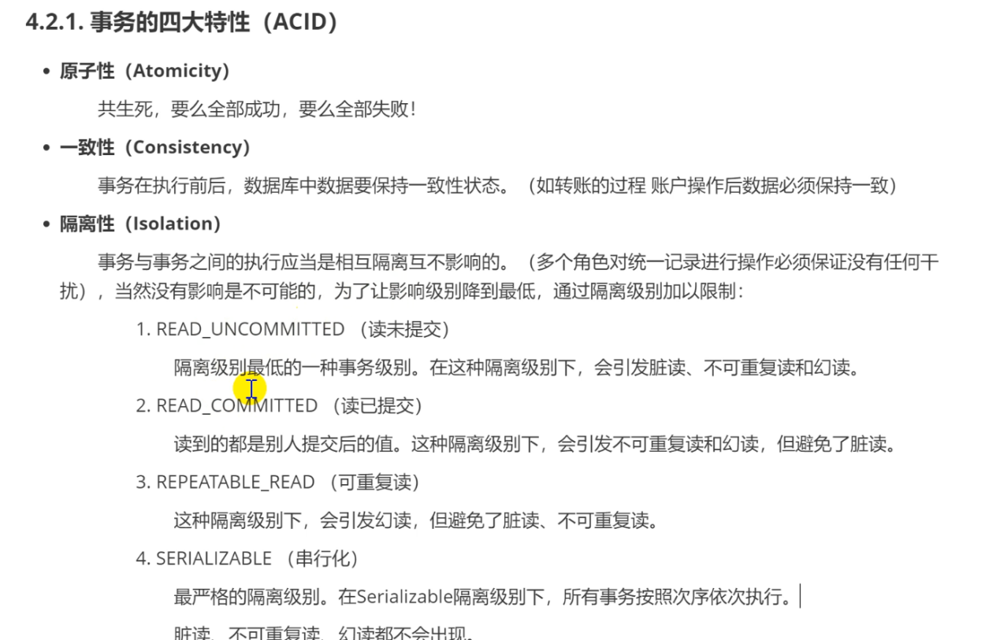 4.2.1. 事务的四大特性（ACID）
• 原子性（Atomicity）
共生死，要么全部成功，要么全部失败！
• 一致性（Consistency）
事务在执行前后，数据库中数据要保持一致性状态。（如转账的过程 账户操作后数据必须保持一致）
• 隔离性（Isolation）
事务与事务之间的执行应当是相互隔离互不影响的。（多个角色对统一记录进行操作必须保证没有任何干
扰），当然没有影响是不可能的，为了让影响级别降到最低，通过隔离级别加以限制：
1. READ_UNCOMMITTED （读未提交）
隔离级别最低的一种事务级别。在这种隔离级别下，会引发脏读、不可重复读和幻读。
2. READ_COMMITTED （读已提交）
读到的都是别人提交后的值。这种隔离级别下，会引发不可重复读和幻读，但避免了脏读。
3. REPEATABLE_READ （可重复读）
这种隔离级别下，会引发幻读，但避免了脏读、不可重复读。
4. SERIALIZABLE （串行化）
最严格的隔离级别。在Serializable隔离级别下，所有事务按照次序依次执行。
脏读、不可重复读、幻读都不会出现。